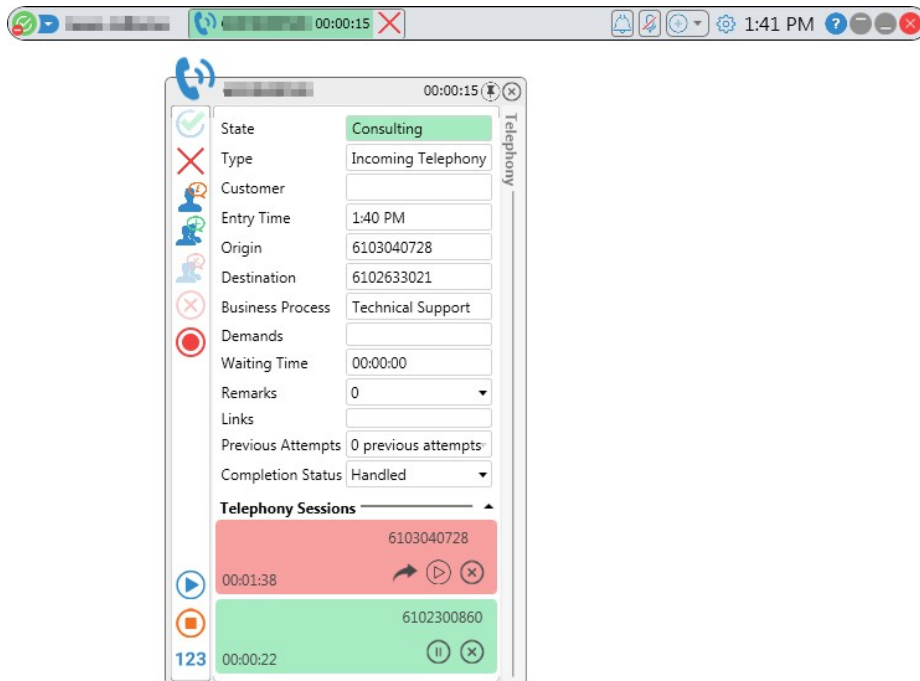 00:00:15
1:41 PM
?
00:00:15
Telephony
State Consulting
Type Incoming Telephony
Customer
Entry Time 1:40 PM
Origin 6103040728
Destination 6102633021
Business Process Technical Support
Demands
Waiting Time 00:00:00
Remarks 0
Links
Previous Attempts 0 previous attempts
Completion Status Handled
Telephony Sessions
6103040728
00:01:38
6102300860
123 00:00:22